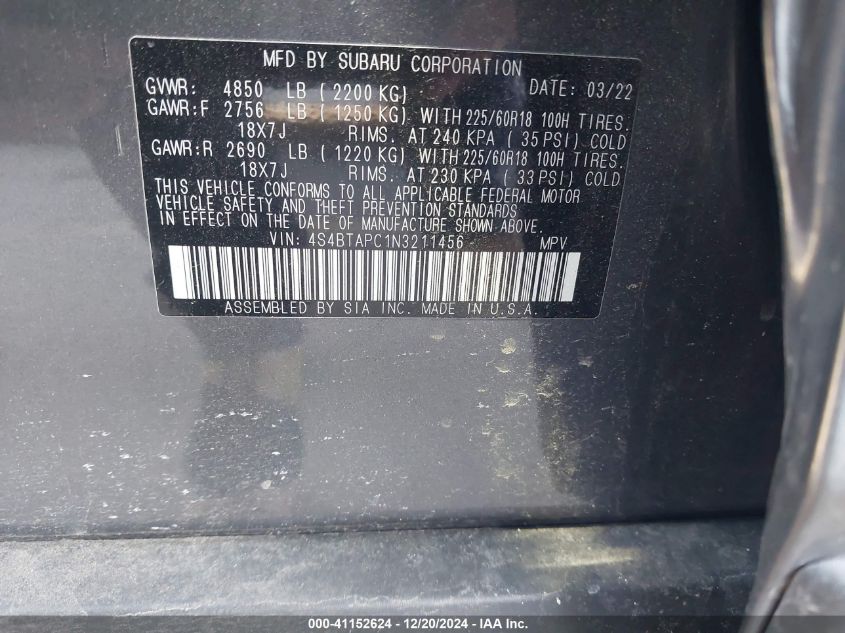 MFD BY SUBARU CORPORATION
GVWR: 4850 LB ( 2200 KG) DATE: 03/22
GAWR:F 2756 LB ( 1250 KG) WITH 225/60R18 100H TIRES.
18X7J RIMS. AT 240 KPA ( 35 PSI) COLD
GAWR:R 2690 LB ( 1220 KG) WITH 225/60R18 100H TIRES.
18X7J RIMS. AT 230 KPA ( 33 PSI) COLD
THIS VEHICLE CONFORMS TO ALL APPLICABLE FEDERAL MOTOR
VEHICLE SAFETY AND THEFT PREVENTION STANDARDS
IN EFFECT ON THE DATE OF MANUFACTURE SHOWN ABOVE.
VIN: 4S4BTAPC1N3211456 MPV
ASSEMBLED BY SIA INC. MADE IN U.S.A.
000-41152624 - 12/20/2024 - IAAI.com